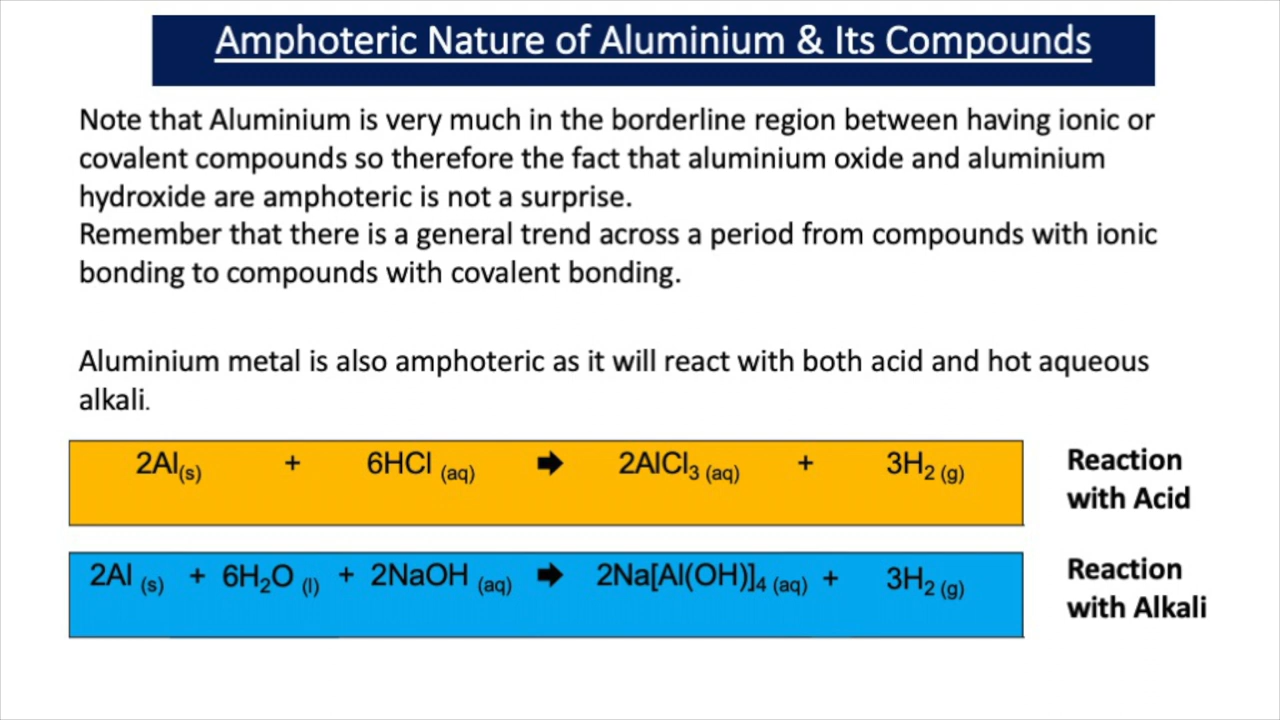 Amphoteric Nature of Aluminium & Its Compounds
Note that Aluminium is very much in the borderline region between having ionic or
covalent compounds so therefore the fact that aluminium oxide and aluminium
hydroxide are amphoteric is not a surprise.
Remember that there is a general trend across a period from compounds with ionic
bonding to compounds with covalent bonding.
Aluminium metal is also amphoteric as it will react with both acid and hot aqueous
alkali.
2Al(s) + 6HCl (aq) 🡆 2AlCl3 (aq) + 3H2 (g)
Reaction
with Acid
2Al (s) + 6H2O (l) + 2NaOH (aq) 🡆 2Na[Al(OH)]4 (aq) + 3H2 (g)
Reaction
with Alkali